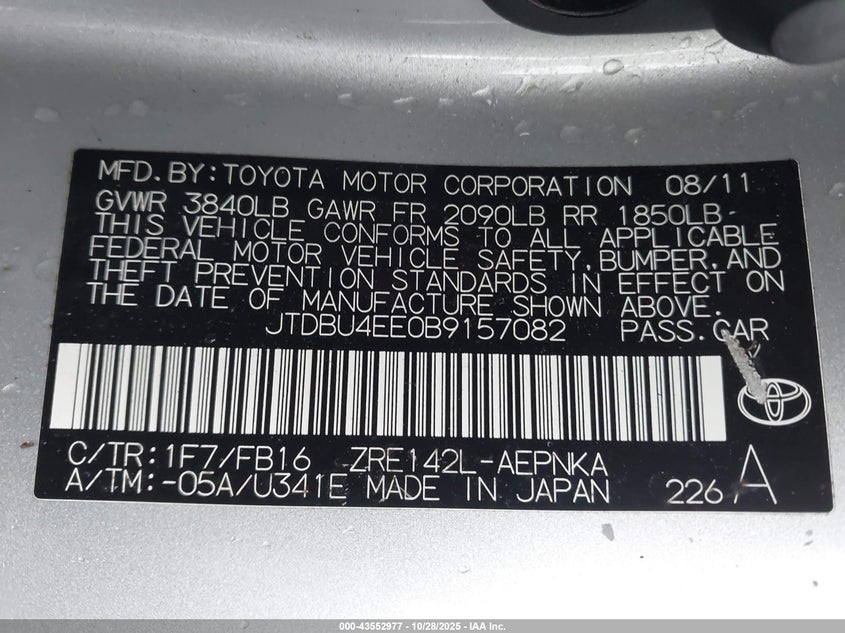 MFD.BY:TOYOTA MOTOR CORPORATION 08/11
GVWR 3840LB GAWR FR 2090LB RR 1850LB
THIS VEHICLE CONFORMS TO ALL APPLICABLE
FEDERAL MOTOR VEHICLE SAFETY,BUMPER,AND
THEFT PREVENTION STANDARDS IN EFFECT ON
THE DATE OF MANUFACTURE SHOWN ABOVE.
JTDBU4EE0B9157082 PASS.CAR
C/TR:1F7/FB16 ZRE142L-AEPNKA
A/TM:-05A/U341E MADE IN JAPAN 226 A
000-43552977 - 10/28/2025 - IAA Inc.